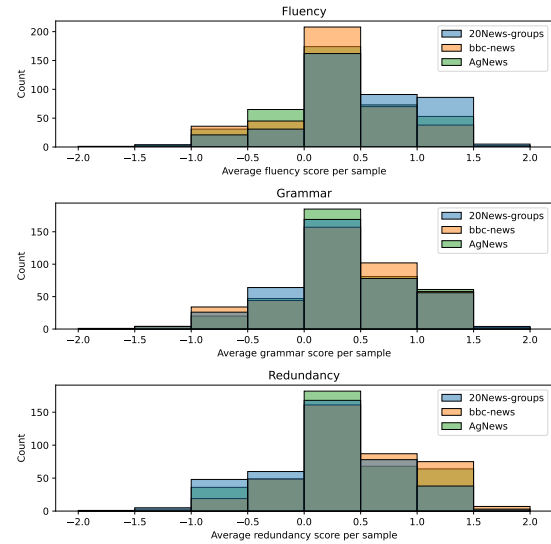 Fluency
200
150
100
50
0
Count
20News-groups
bbc-news
AgNews
−2.0 −1.5 −1.0 −0.5 0.0 0.5 1.0 1.5 2.0
Average fluency score per sample
Grammar
150
100
50
0
Count
20News-groups
bbc-news
AgNews
−2.0 −1.5 −1.0 −0.5 0.0 0.5 1.0 1.5 2.0
Average grammar score per sample
Redundancy
150
100
50
0
Count
20News-groups
bbc-news
AgNews
−2.0 −1.5 −1.0 −0.5 0.0 0.5 1.0 1.5 2.0
Average redundancy score per sample